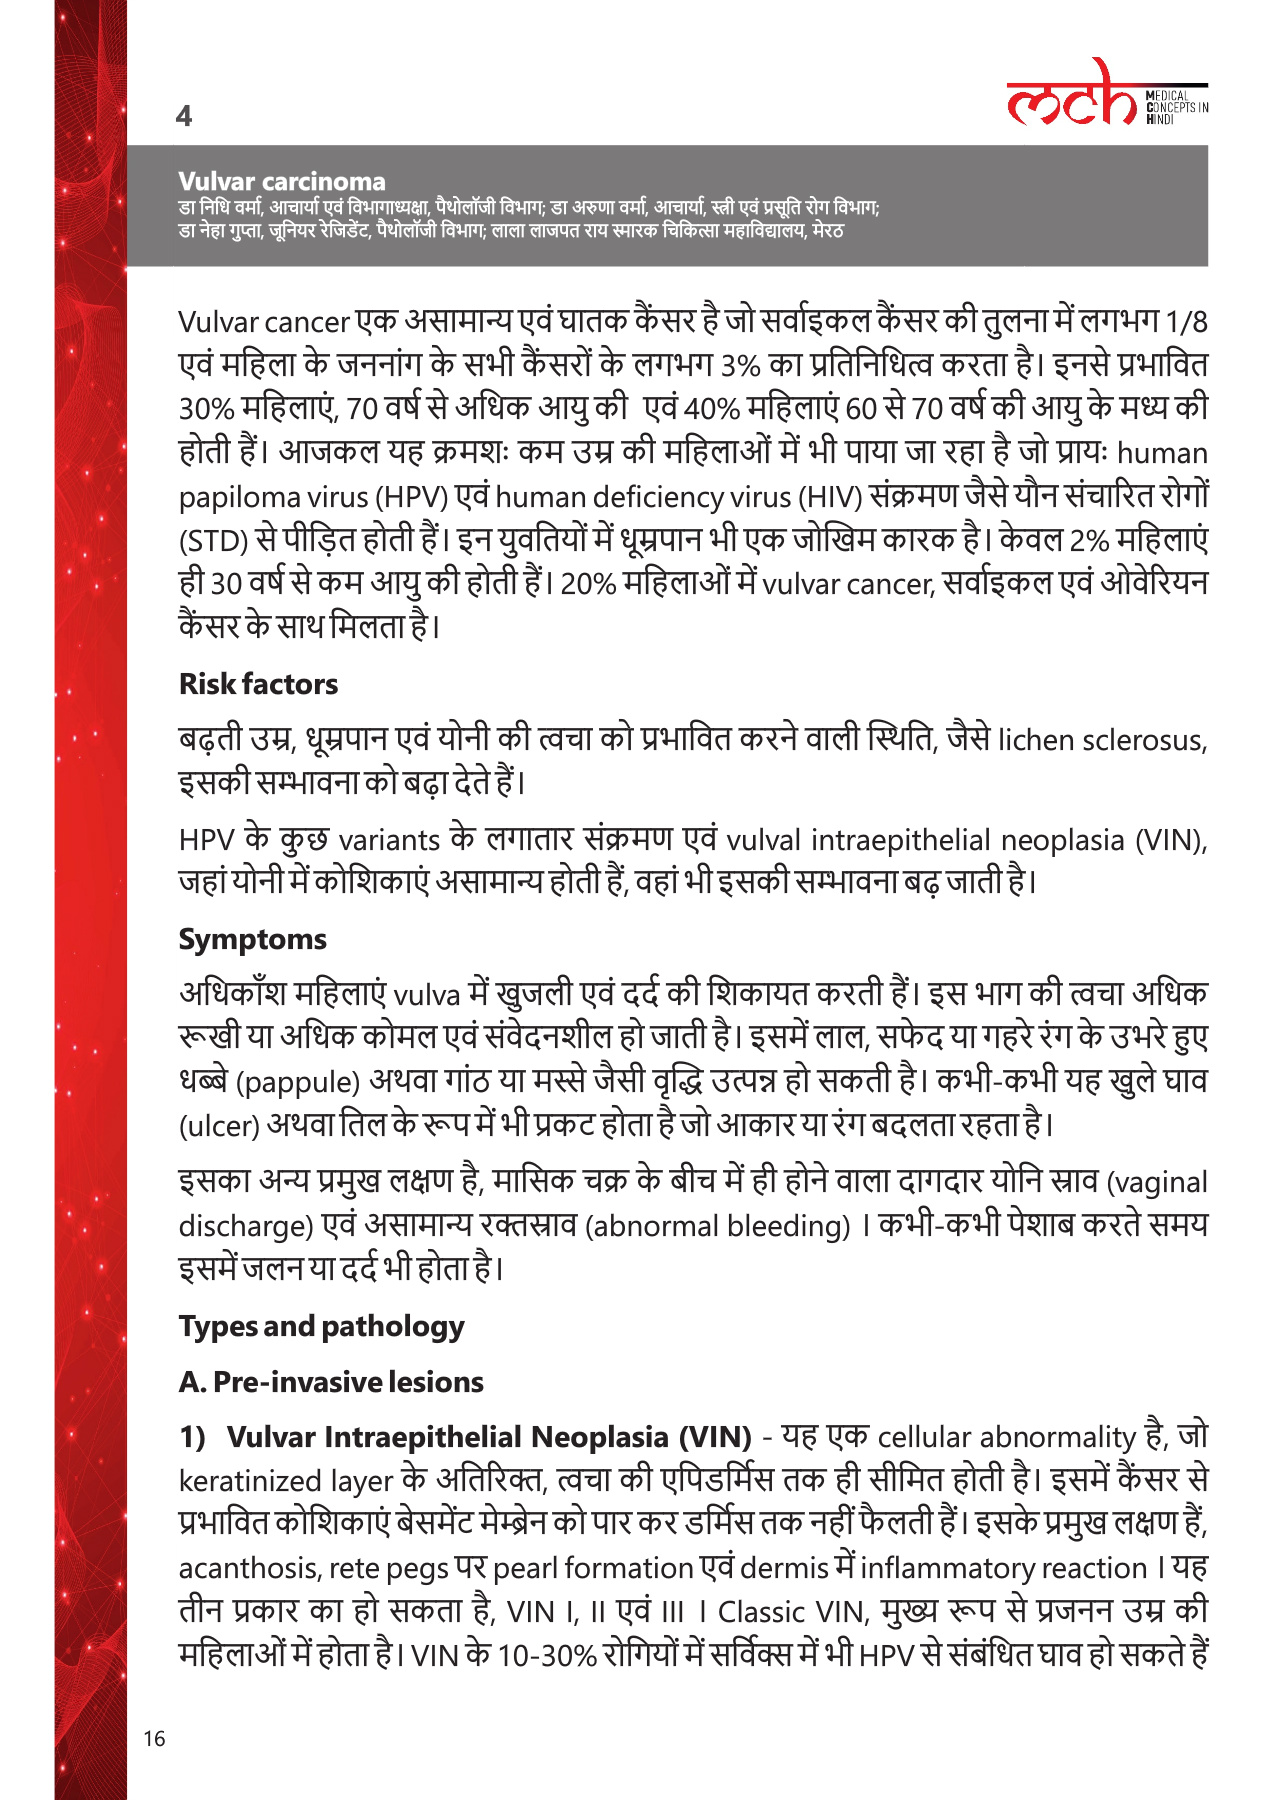 4
mch
MEDICAL
CONCEPTS IN
HINDI
Vulvar carcinoma
डा निधि वर्मा, आचार्या एवं विभागाध्यक्षा, पैथोलॉजी विभाग; डा अरुणा वर्मा, आचार्या, स्त्री एवं प्रसूति रोग विभाग;
डा नेहा गुप्ता, जूनियर रेजिडेंट, पैथोलॉजी विभाग; लाला लाजपत राय स्मारक चिकित्सा महाविद्यालय, मेरठ
Vulvar cancer एक असामान्य एवं घातक कैंसर है जो सर्वाइकल कैंसर की तुलना में लगभग 1/8
एवं महिला के जननांग के सभी कैंसरों के लगभग 3% का प्रतिनिधित्व करता है। इनसे प्रभावित
30% महिलाएं, 70 वर्ष से अधिक आयु की एवं 40% महिलाएं 60 से 70 वर्ष की आयु के मध्य की
होती हैं। आजकल यह क्रमशः कम उम्र की महिलाओं में भी पाया जा रहा है जो प्रायः human
papiloma virus (HPV) एवं human deficiency virus (HIV) संक्रमण जैसे यौन संचारित रोगों
(STD) से पीड़ित होती हैं। इन युवतियों में धूम्रपान भी एक जोखिम कारक है। केवल 2% महिलाएं
ही 30 वर्ष से कम आयु की होती हैं। 20% महिलाओं में vulvar cancer, सर्वाइकल एवं ओवेरियन
कैंसर के साथ मिलता है।
Risk factors
बढ़ती उम्र, धूम्रपान एवं योनी की त्वचा को प्रभावित करने वाली स्थिति, जैसे lichen sclerosus,
इसकी सम्भावना को बढ़ा देते हैं।
HPV के कुछ variants के लगातार संक्रमण एवं vulval intraepithelial neoplasia (VIN),
जहां योनी में कोशिकाएं असामान्य होती हैं, वहां भी इसकी सम्भावना बढ़ जाती है।
Symptoms
अधिकाँश महिलाएं vulva में खुजली एवं दर्द की शिकायत करती हैं। इस भाग की त्वचा अधिक
रूखी या अधिक कोमल एवं संवेदनशील हो जाती है। इसमें लाल, सफेद या गहरे रंग के उभरे हुए
धब्बे (pappule) अथवा गांठ या मस्से जैसी वृद्धि उत्पन्न हो सकती है। कभी-कभी यह खुले घाव
(ulcer) अथवा तिल के रूप में भी प्रकट होता है जो आकार या रंग बदलता रहता है।
इसका अन्य प्रमुख लक्षण है, मासिक चक्र के बीच में ही होने वाला दागदार योनि स्राव (vaginal
discharge) एवं असामान्य रक्तस्राव (abnormal bleeding) । कभी-कभी पेशाब करते समय
इसमें जलन या दर्द भी होता है।
Types and pathology
A. Pre-invasive lesions
1) Vulvar Intraepithelial Neoplasia (VIN) - यह एक cellular abnormality है, जो
keratinized layer के अतिरिक्त, त्वचा की एपिडर्मिस तक ही सीमित होती है। इसमें कैंसर से
प्रभावित कोशिकाएं बेसमेंट मेम्ब्रेन को पार कर डर्मिस तक नहीं फैलती हैं। इसके प्रमुख लक्षण हैं,
acanthosis, rete pegs पर pearl formation एवं dermis में inflammatory reaction । यह
तीन प्रकार का हो सकता है, VIN I, II एवं III । Classic VIN, मुख्य रूप से प्रजनन उम्र की
महिलाओं में होता है। VIN के 10-30% रोगियों में सर्विक्स में भी HPV से संबंधित घाव हो सकते हैं
16